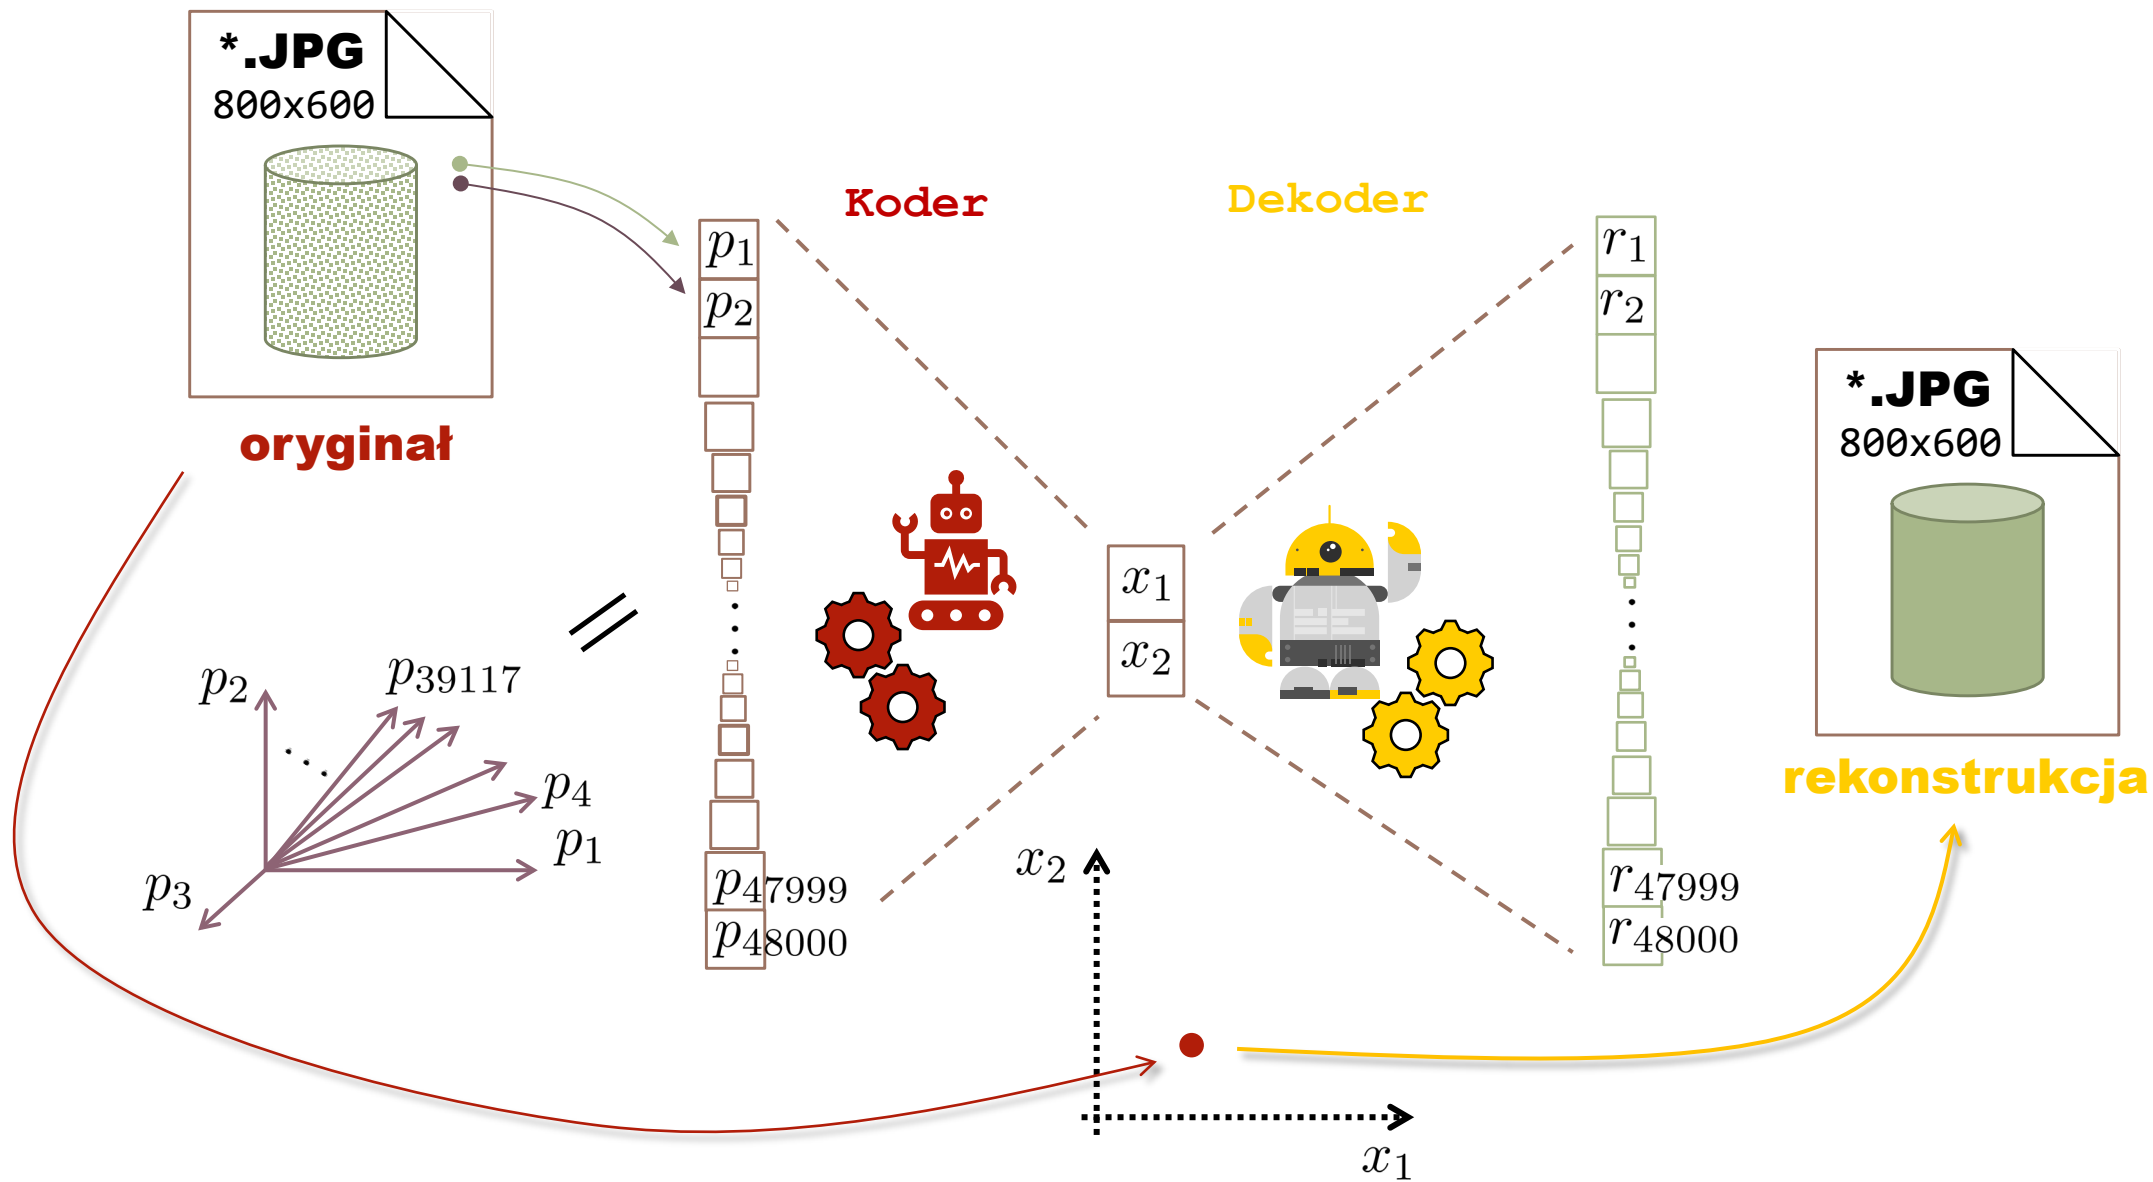 *.JPG
800x600
oryginał
Koder
Dekoder
p1
p2
p47999
p48000
x1
x2
r1
r2
r47999
r48000
*.JPG
800x600
rekonstrukcja
p2
p39117
p4
p1
p3
x2
x1